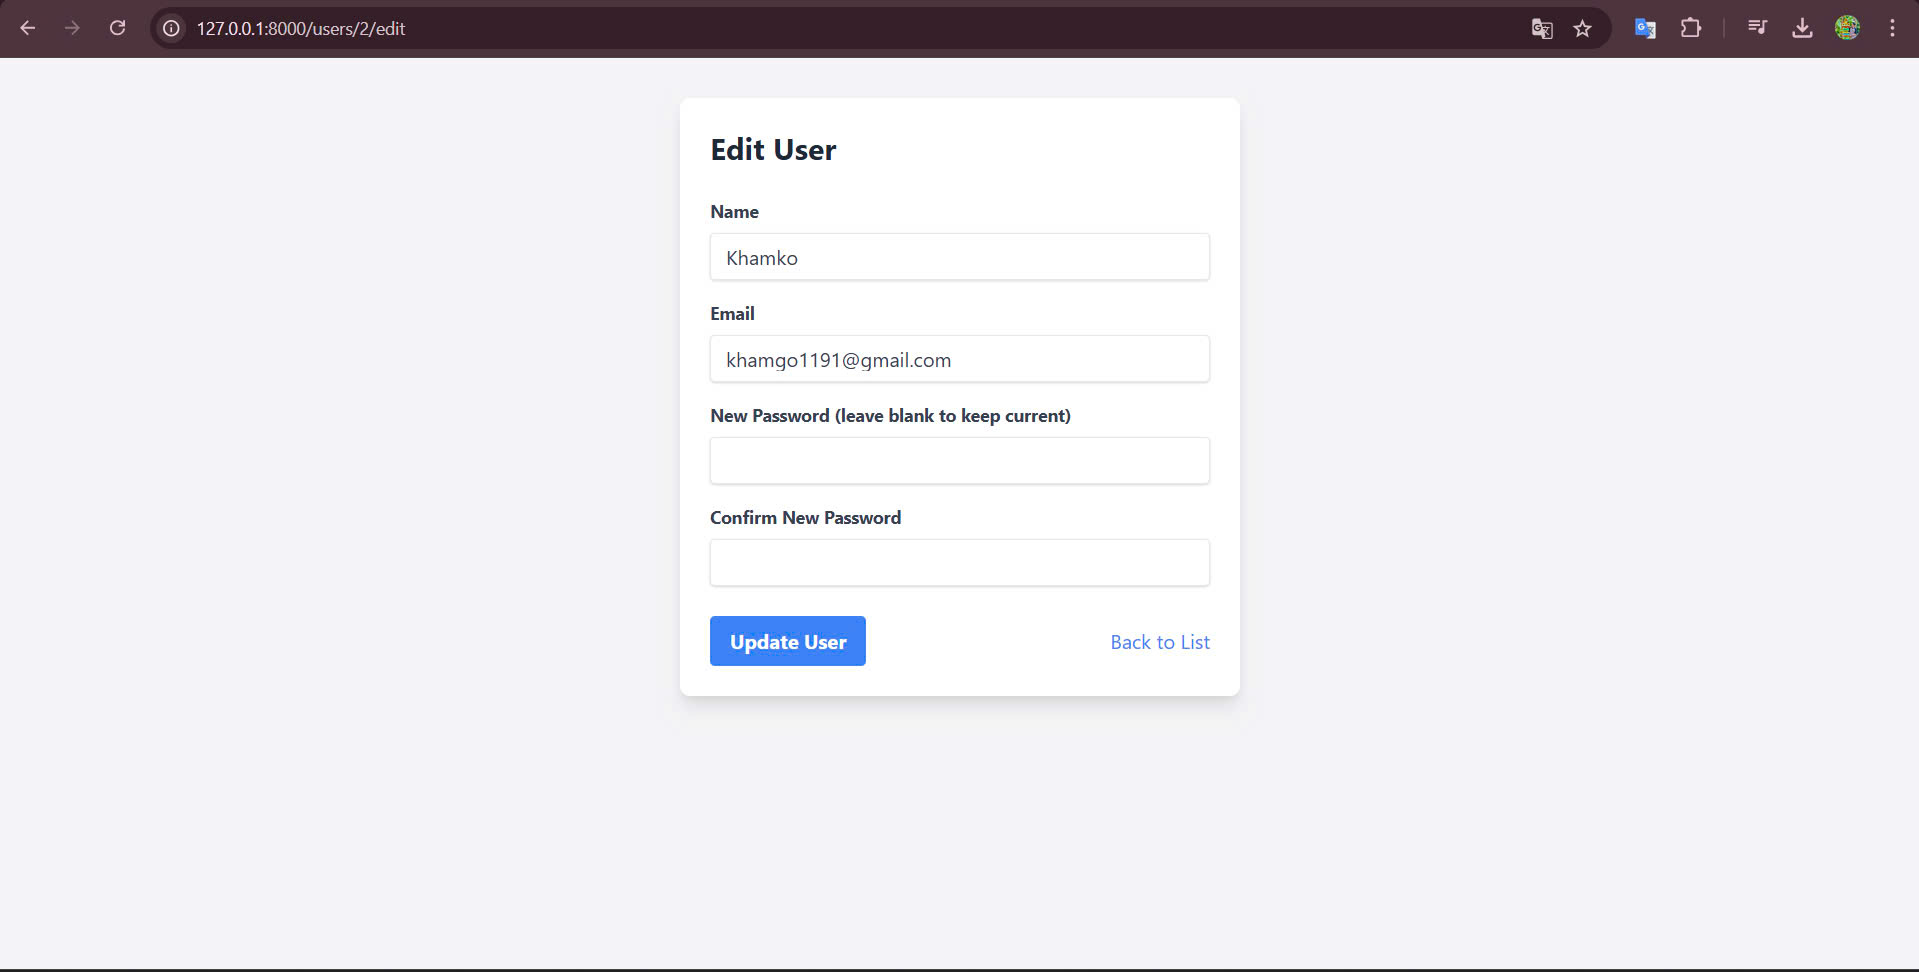 127.0.0.1:8000/users/2/edit
Edit User
Name
Khamko
Email
khamgo1191@gmail.com
New Password (leave blank to keep current)
Confirm New Password
Update User
Back to List